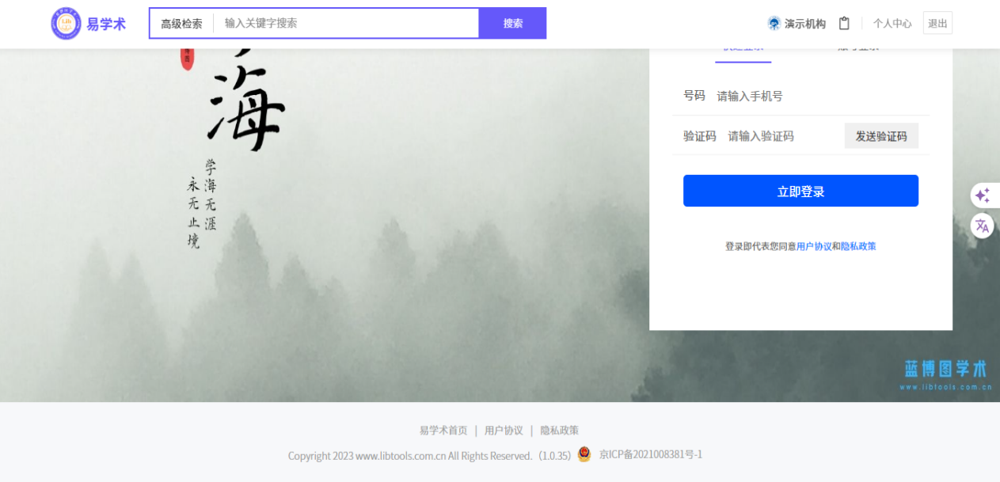 易学术
高级检索 输入关键字搜索 搜索
演示机构 个人中心 退出
海
学海无涯
永无止境
号码 请输入手机号
验证码 请输入验证码 发送验证码
立即登录
登录即代表您同意用户协议和隐私政策
蓝博图学术
www.libtools.com.cn
易学术首页 | 用户协议 | 隐私政策
Copyright 2023 www.libtools.com.cn All Rights Reserved. (1.0.35) 京ICP备2021008381号-1